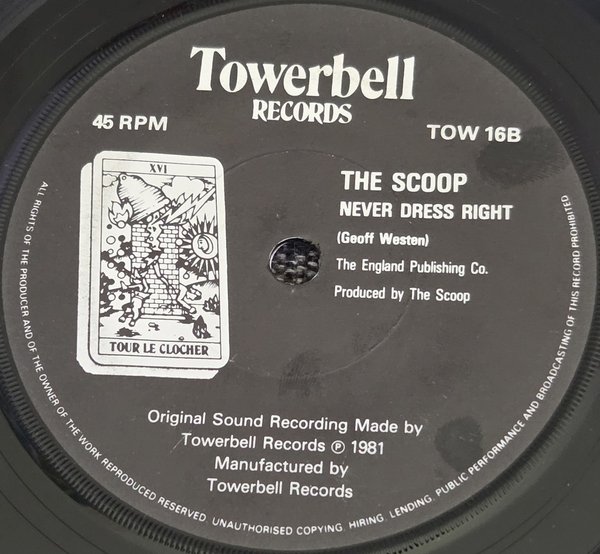 Towerbell
RECORDS
45 RPM
TOW 16B
XVI
TOUR LE CLOCHER
THE SCOOP
NEVER DRESS RIGHT
(Geoff Westen)
The England Publishing Co.
Produced by The Scoop
Original Sound Recording Made by
Towerbell Records ℗ 1981
Manufactured by
Towerbell Records
ALL RIGHTS OF THE PRODUCER AND OF THE OWNER OF THE WORK REPRODUCED RESERVED. UNAUTHORISED COPYING, HIRING, LENDING, PUBLIC PERFORMANCE AND BROADCASTING OF THIS RECORD PROHIBITED